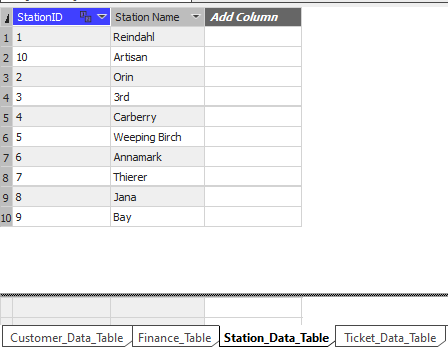 StationID Station Name Add Column
1 1 Reindahl
2 10 Artisan
3 2 Orin
4 3 3rd
5 4 Carberry
6 5 Weeping Birch
7 6 Annamark
8 7 Thierer
9 8 Jana
10 9 Bay
Customer_Data_Table Finance_Table Station_Data_Table Ticket_Data_Table